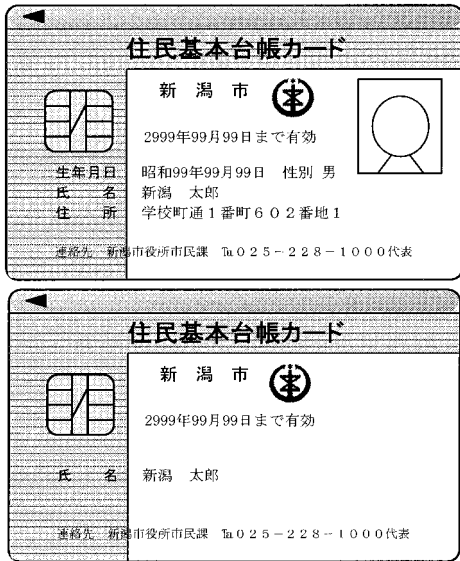 住民基本台帳カード
新潟市
2999年99月99日まで有効
生年月日 昭和99年99月99日 性別 男
氏名 新潟 太郎
住所 学校町通1番町602番地1
連絡先 新潟市役所市民課 ℡025-228-1000代表
住民基本台帳カード
新潟市
2999年99月99日まで有効
氏名 新潟 太郎
連絡先 新潟市役所市民課 ℡025-228-1000代表